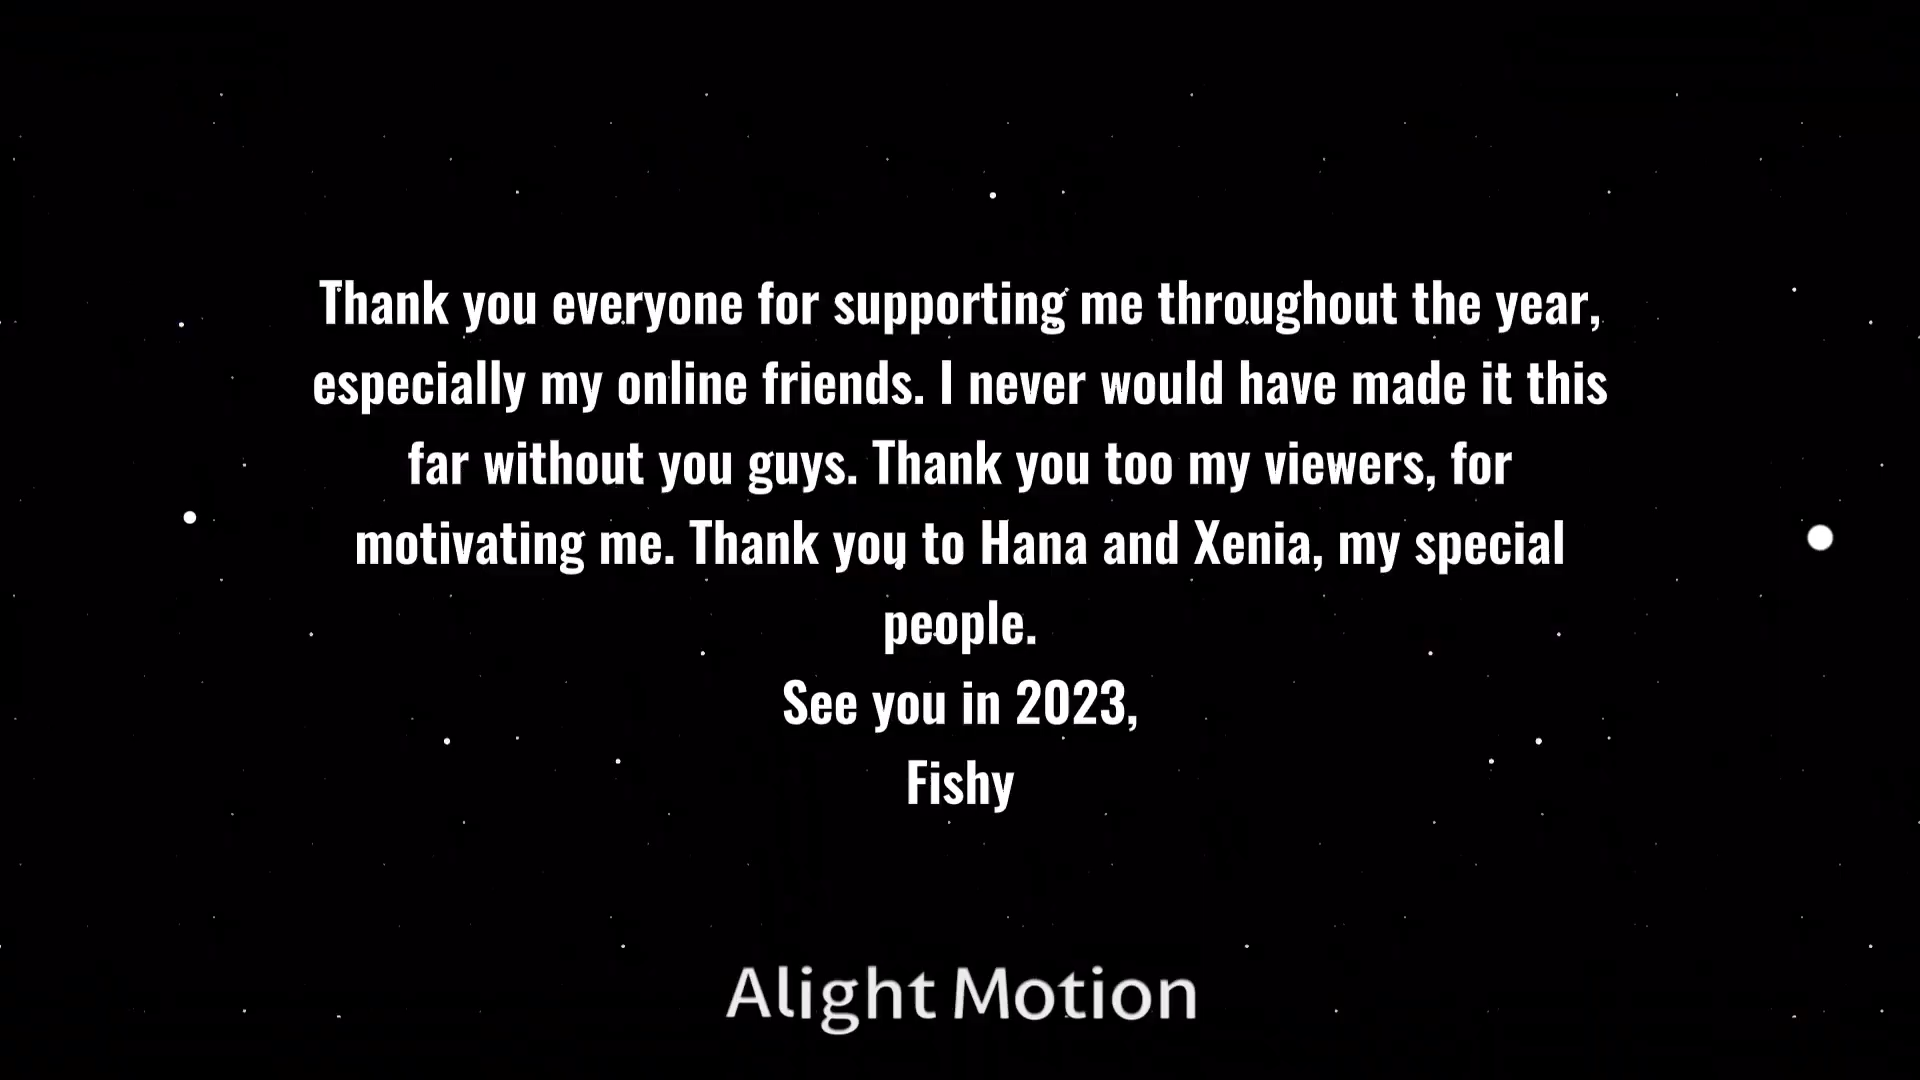 Thank you everyone for supporting me throughout the year,
especially my online friends. I never would have made it this
far without you guys. Thank you too my viewers, for
motivating me. Thank you to Hana and Xenia, my special
people.
See you in 2023,
Fishy
Alight Motion